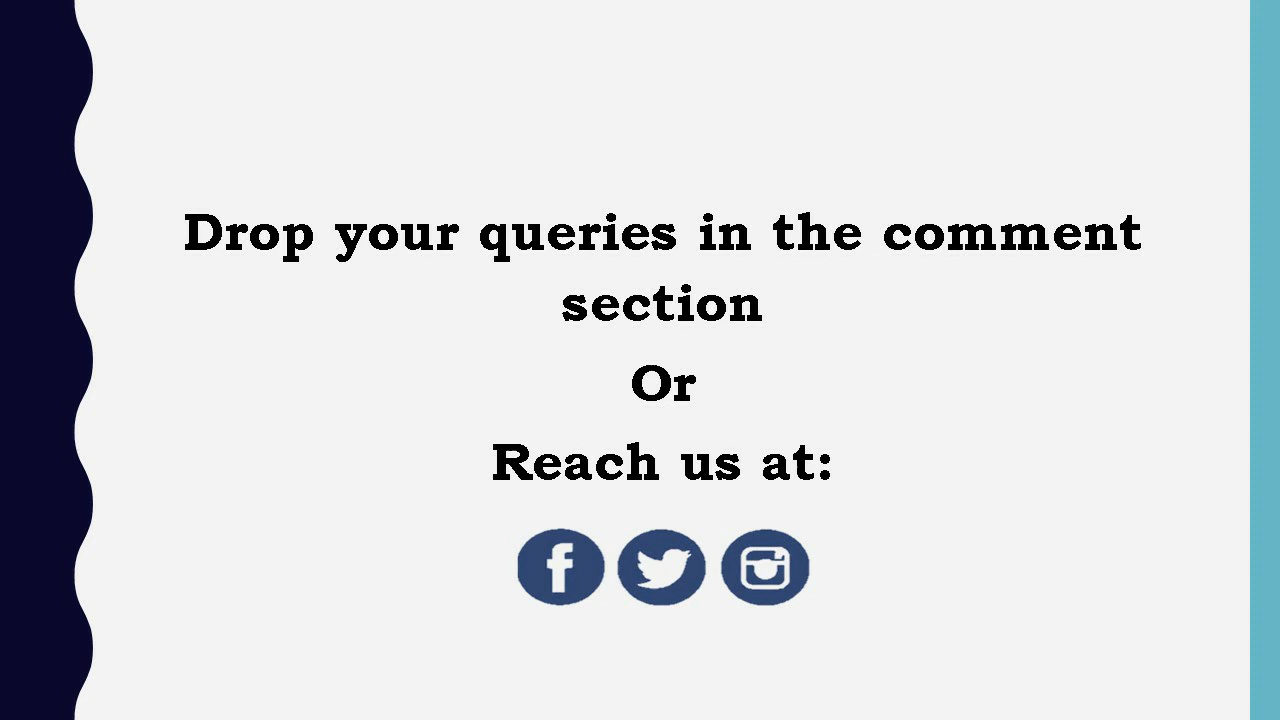 Drop your queries in the comment
section
Or
Reach us at: